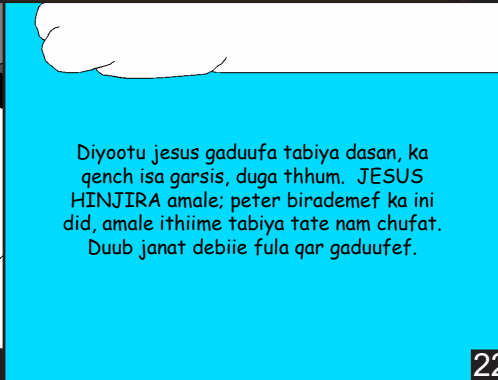 Diyootu jesus gaduufa tabiya dasan, ka
qench isa garsis, duga thhum. JESUS
HINJIRA amale; peter birademef ka ini
did, amale ithiime tabiya tate nam chufat.
Duub janat debiie fula qar gaduufef.